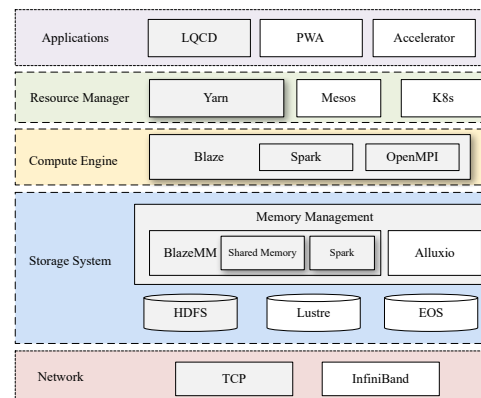 Applications LQCD PWA Accelerator
Resource Manager Yarn Mesos K8s
Compute Engine Blaze Spark OpenMPI
Memory Management
Storage System BlazeMM Shared Memory Spark Alluxio
HDFS Lustre EOS
Network TCP InfiniBand